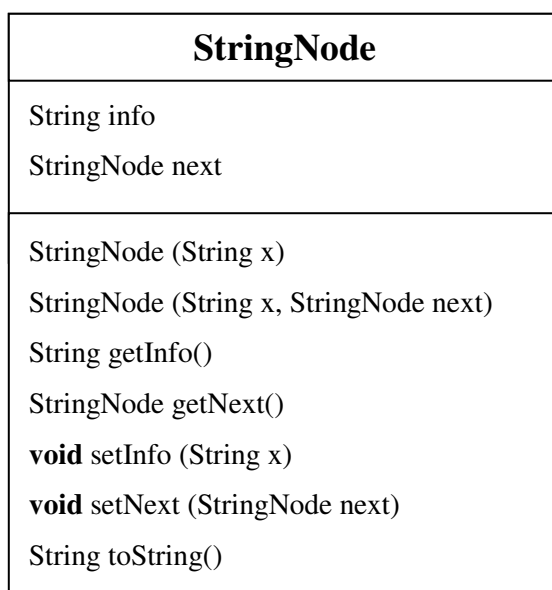 StringNode
String info
StringNode next
StringNode (String x)
StringNode (String x, StringNode next)
String getInfo()
StringNode getNext()
void setInfo (String x)
void setNext (StringNode next)
String toString()